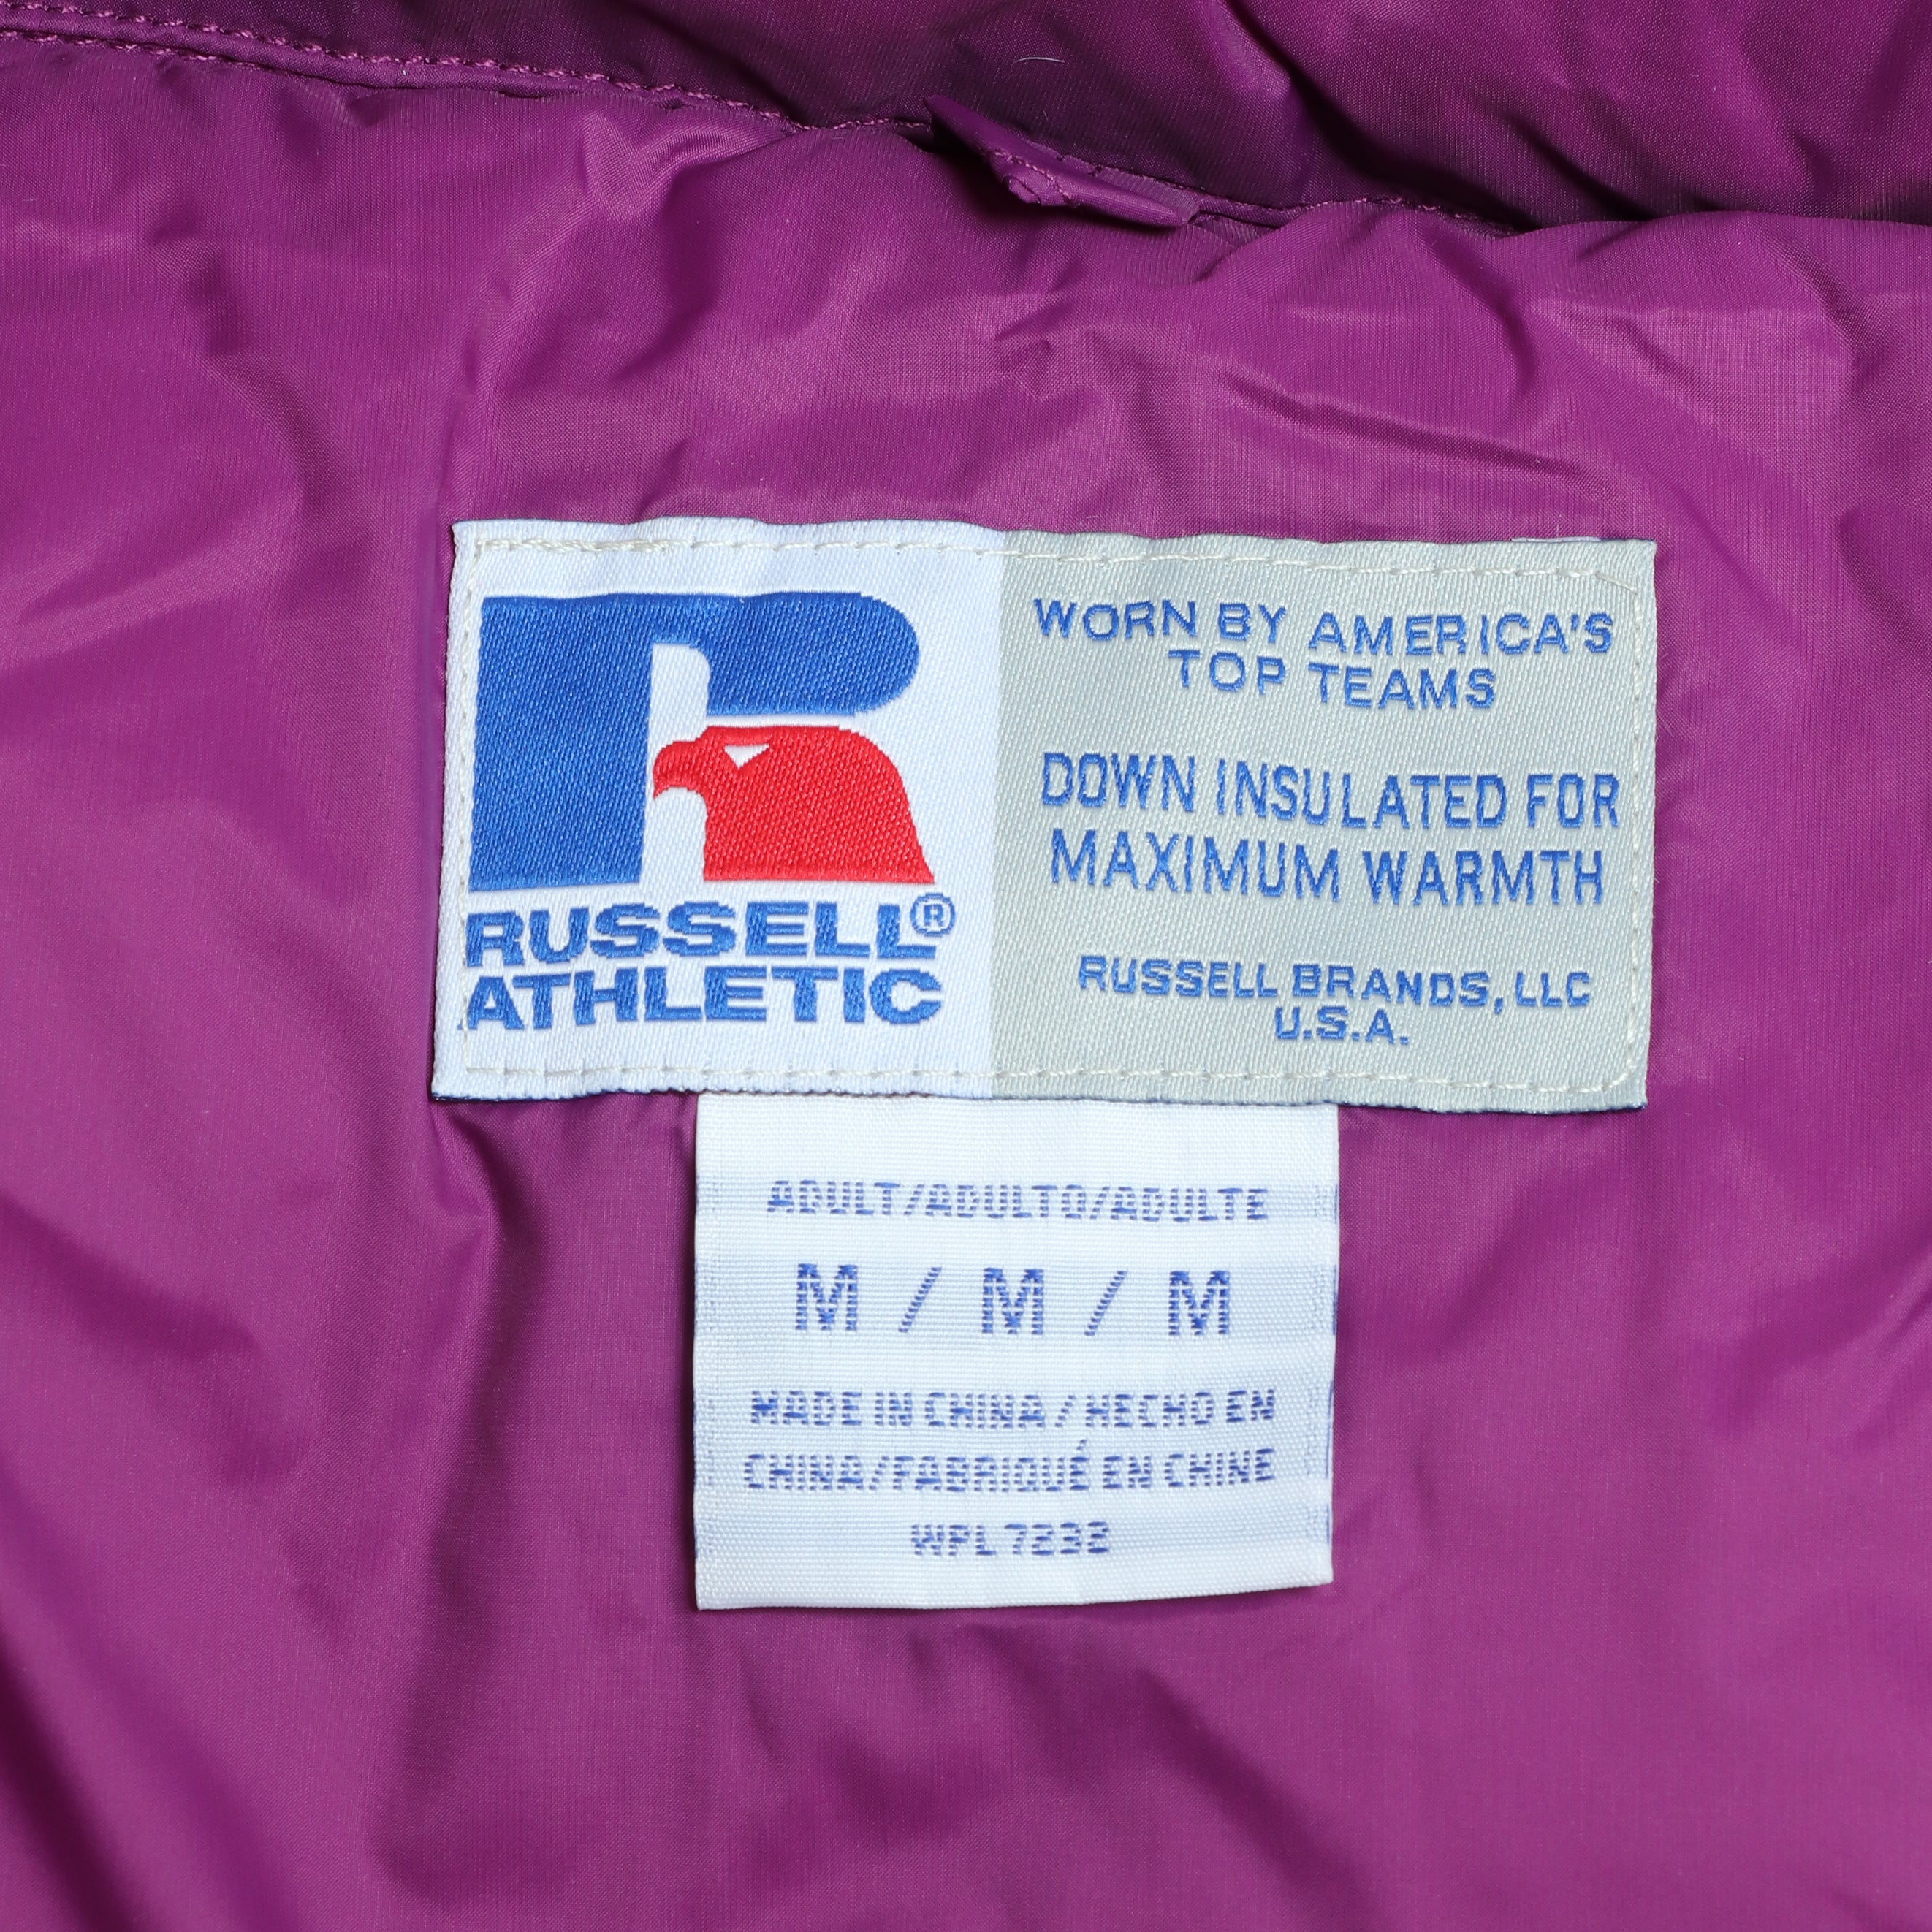 RUSSELL®
ATHLETIC
WORN BY AMERICA'S
TOP TEAMS
DOWN INSULATED FOR
MAXIMUM WARMTH
RUSSELL BRANDS, LLC
U.S.A.
ADULT/ADULTO/ADULTE
M / M / M
MADE IN CHINA / HECHO EN
CHINA/FABRIQUÉ EN CHINE
WPL 7232